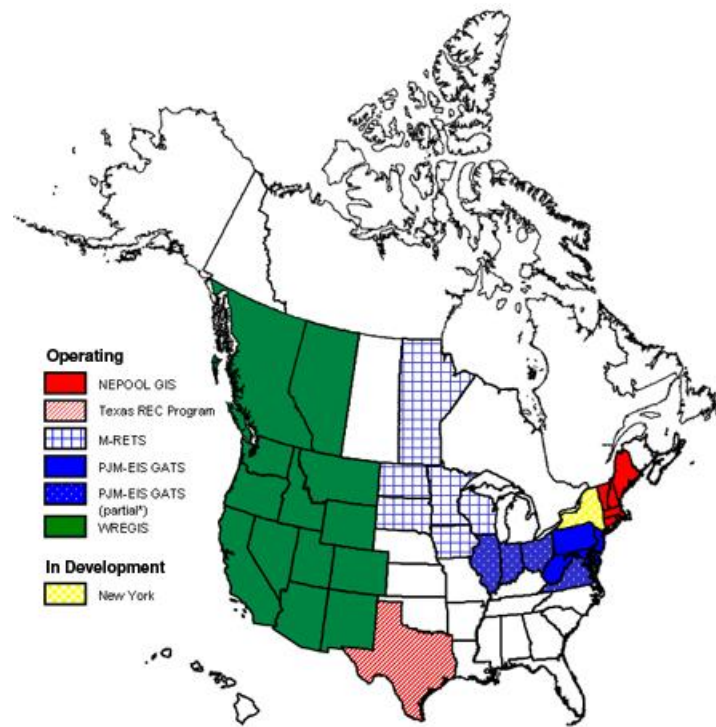 Operating
NEPOOL GIS
Texas REC Program
M-RETS
PJM-EIS GATS
PJM-EIS GATS
(partial*)
WREGIS
In Development
New York